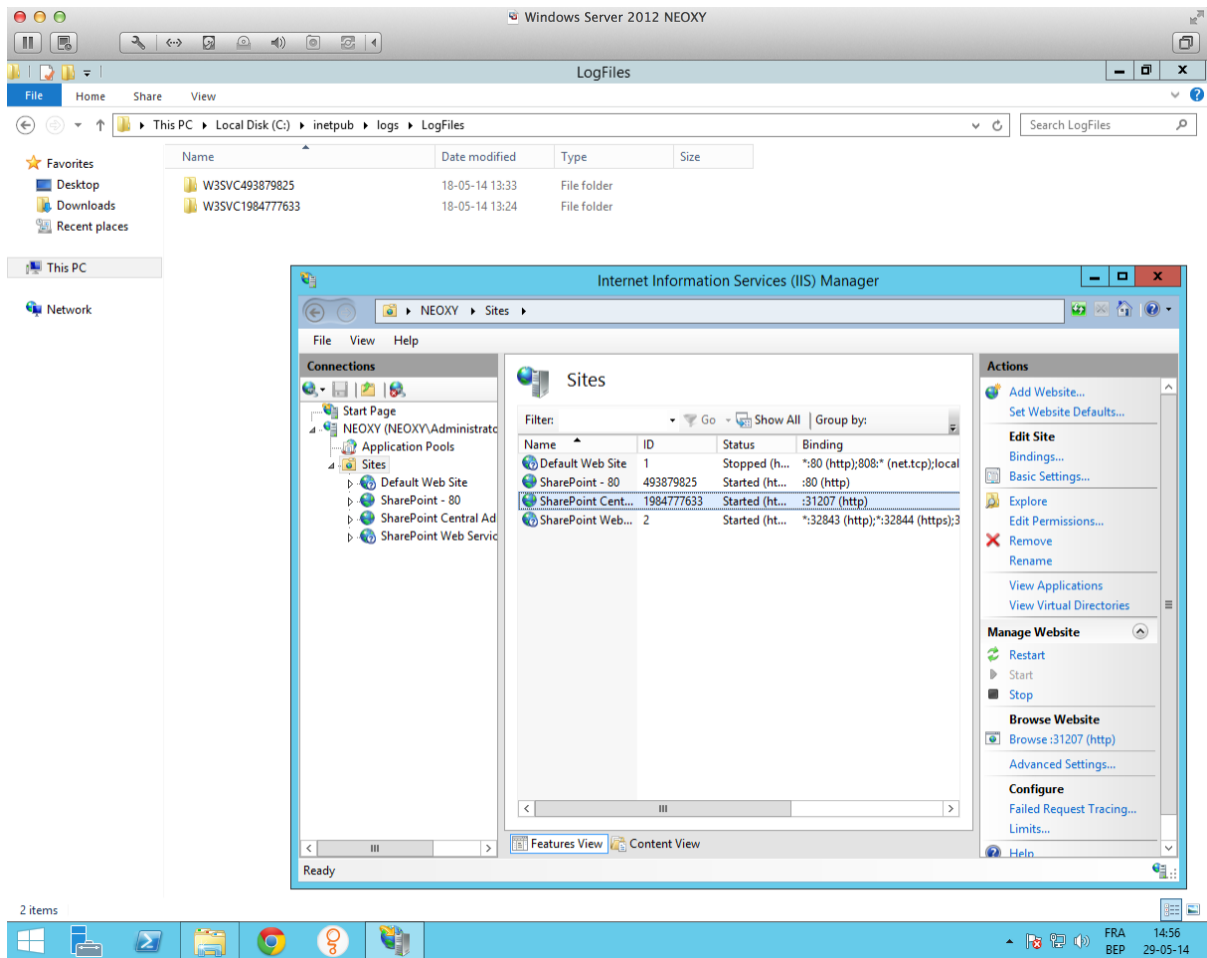 Windows Server 2012 NEOXY
LogFiles
File Home Share View
This PC Local Disk (C:) inetpub logs LogFiles
Search LogFiles
Favorites
Desktop
Downloads
Recent places
This PC
Network
Name Date modified Type Size
W3SVC493879825 18-05-14 13:33 File folder
W3SVC1984777633 18-05-14 13:24 File folder
Internet Information Services (IIS) Manager
NEOXY Sites
File View Help
Connections
Start Page
NEOXY (NEOXY\Administratc
Application Pools
Sites
Default Web Site
SharePoint - 80
SharePoint Central Ad
SharePoint Web Servic
Sites
Filter: Go Show All Group by:
Name ID Status Binding
Default Web Site 1 Stopped (h... *:80 (http);808:* (net.tcp);local
SharePoint - 80 493879825 Started (ht... :80 (http)
SharePoint Cent... 1984777633 Started (ht... :31207 (http)
SharePoint Web... 2 Started (ht... *:32843 (http);*:32844 (https);3
Features View Content View
Actions
Add Website...
Set Website Defaults...
Edit Site
Bindings...
Basic Settings...
Explore
Edit Permissions...
Remove
Rename
View Applications
View Virtual Directories
Manage Website
Restart
Start
Stop
Browse Website
Browse :31207 (http)
Advanced Settings...
Configure
Failed Request Tracing...
Limits...
Help
Ready
2 items
FRA 14:56
BEP 29-05-14